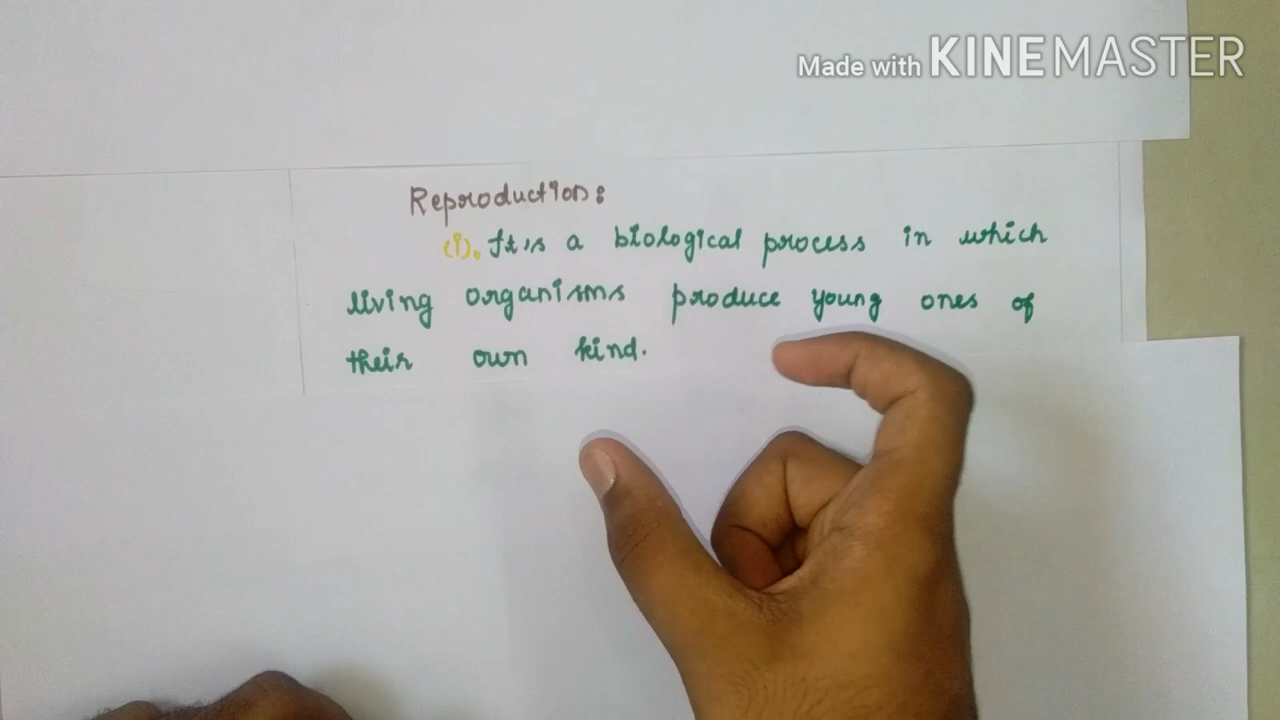 Made with KINEMASTER
Reproduction:
(i). It is a biological process in which
living organisms produce young ones of
their own kind.